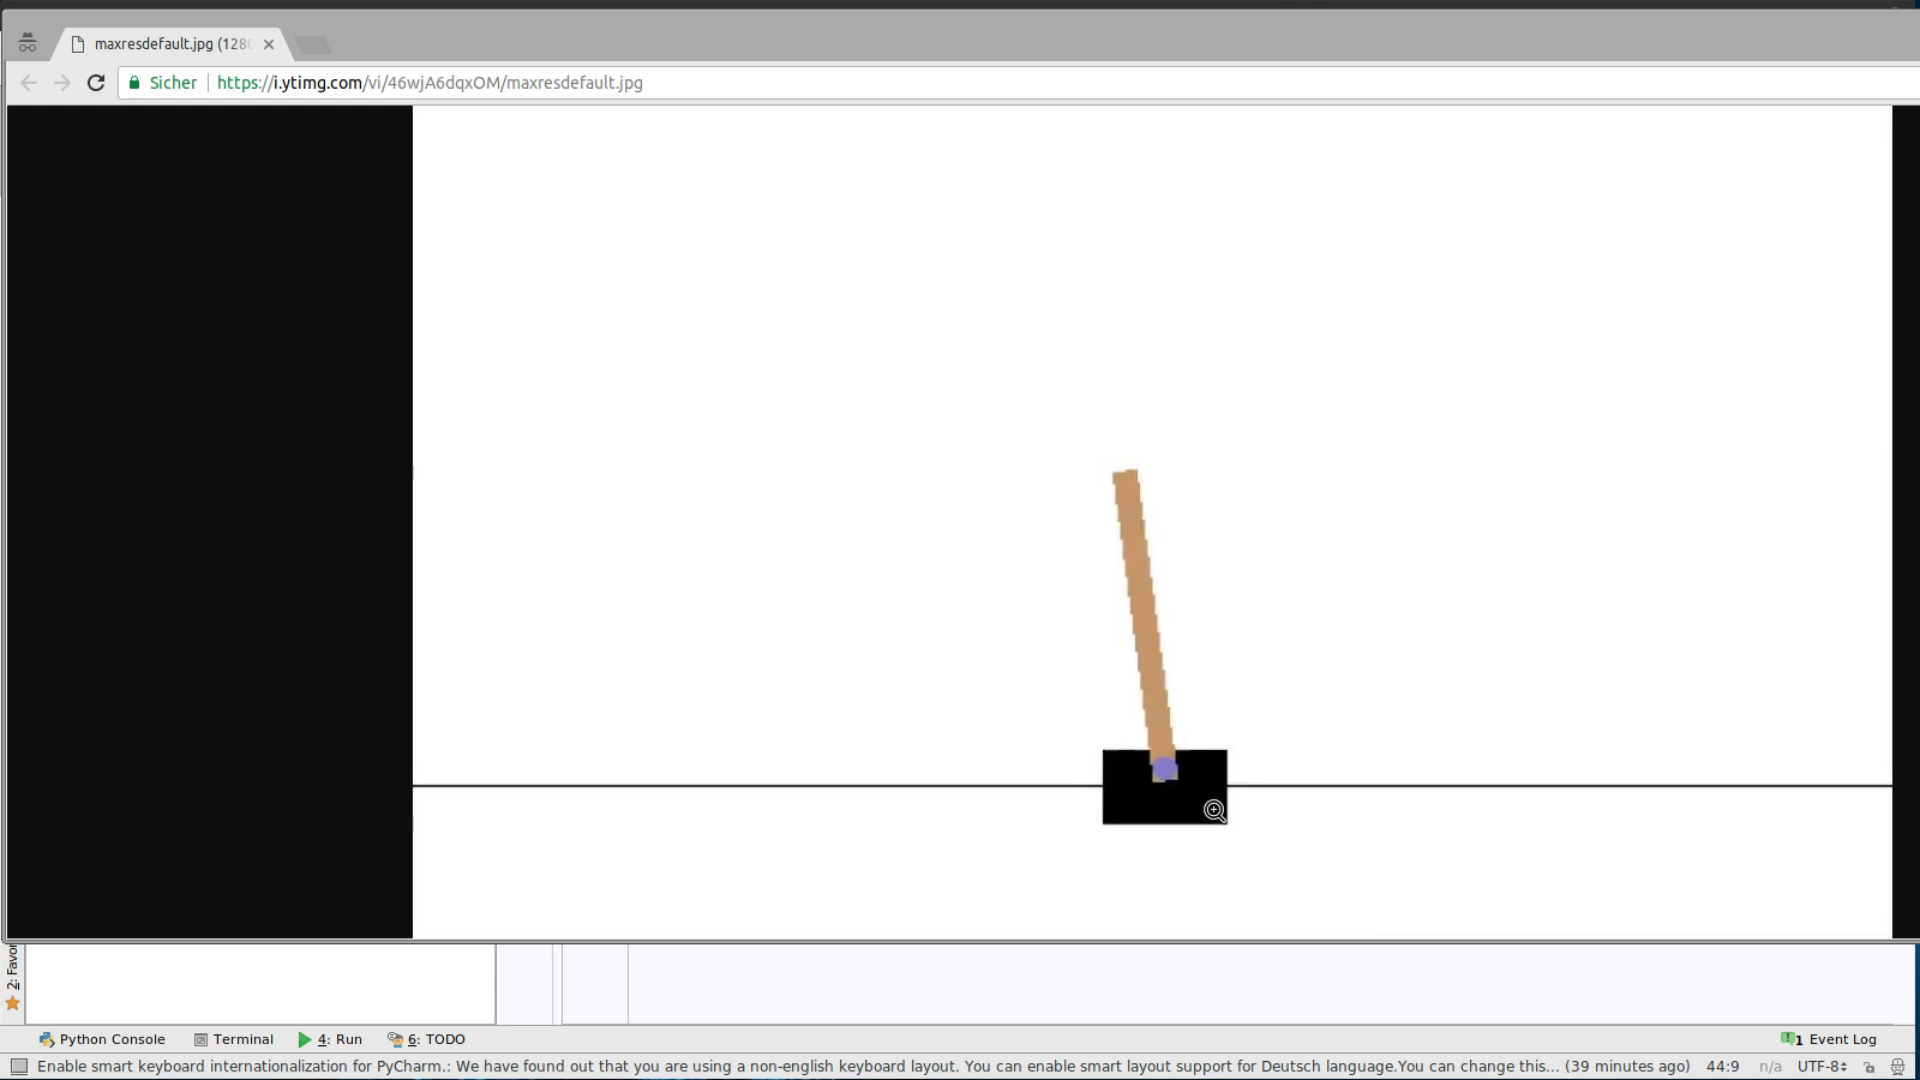 maxresdefault.jpg (128
Sicher https://i.ytimg.com/vi/46wjA6dqxOM/maxresdefault.jpg
2: Favor
Python Console Terminal 4: Run 6: TODO 1 Event Log
Enable smart keyboard internationalization for PyCharm.: We have found out that you are using a non-english keyboard layout. You can enable smart layout support for Deutsch language.You can change this... (39 minutes ago) 44:9 n/a UTF-8